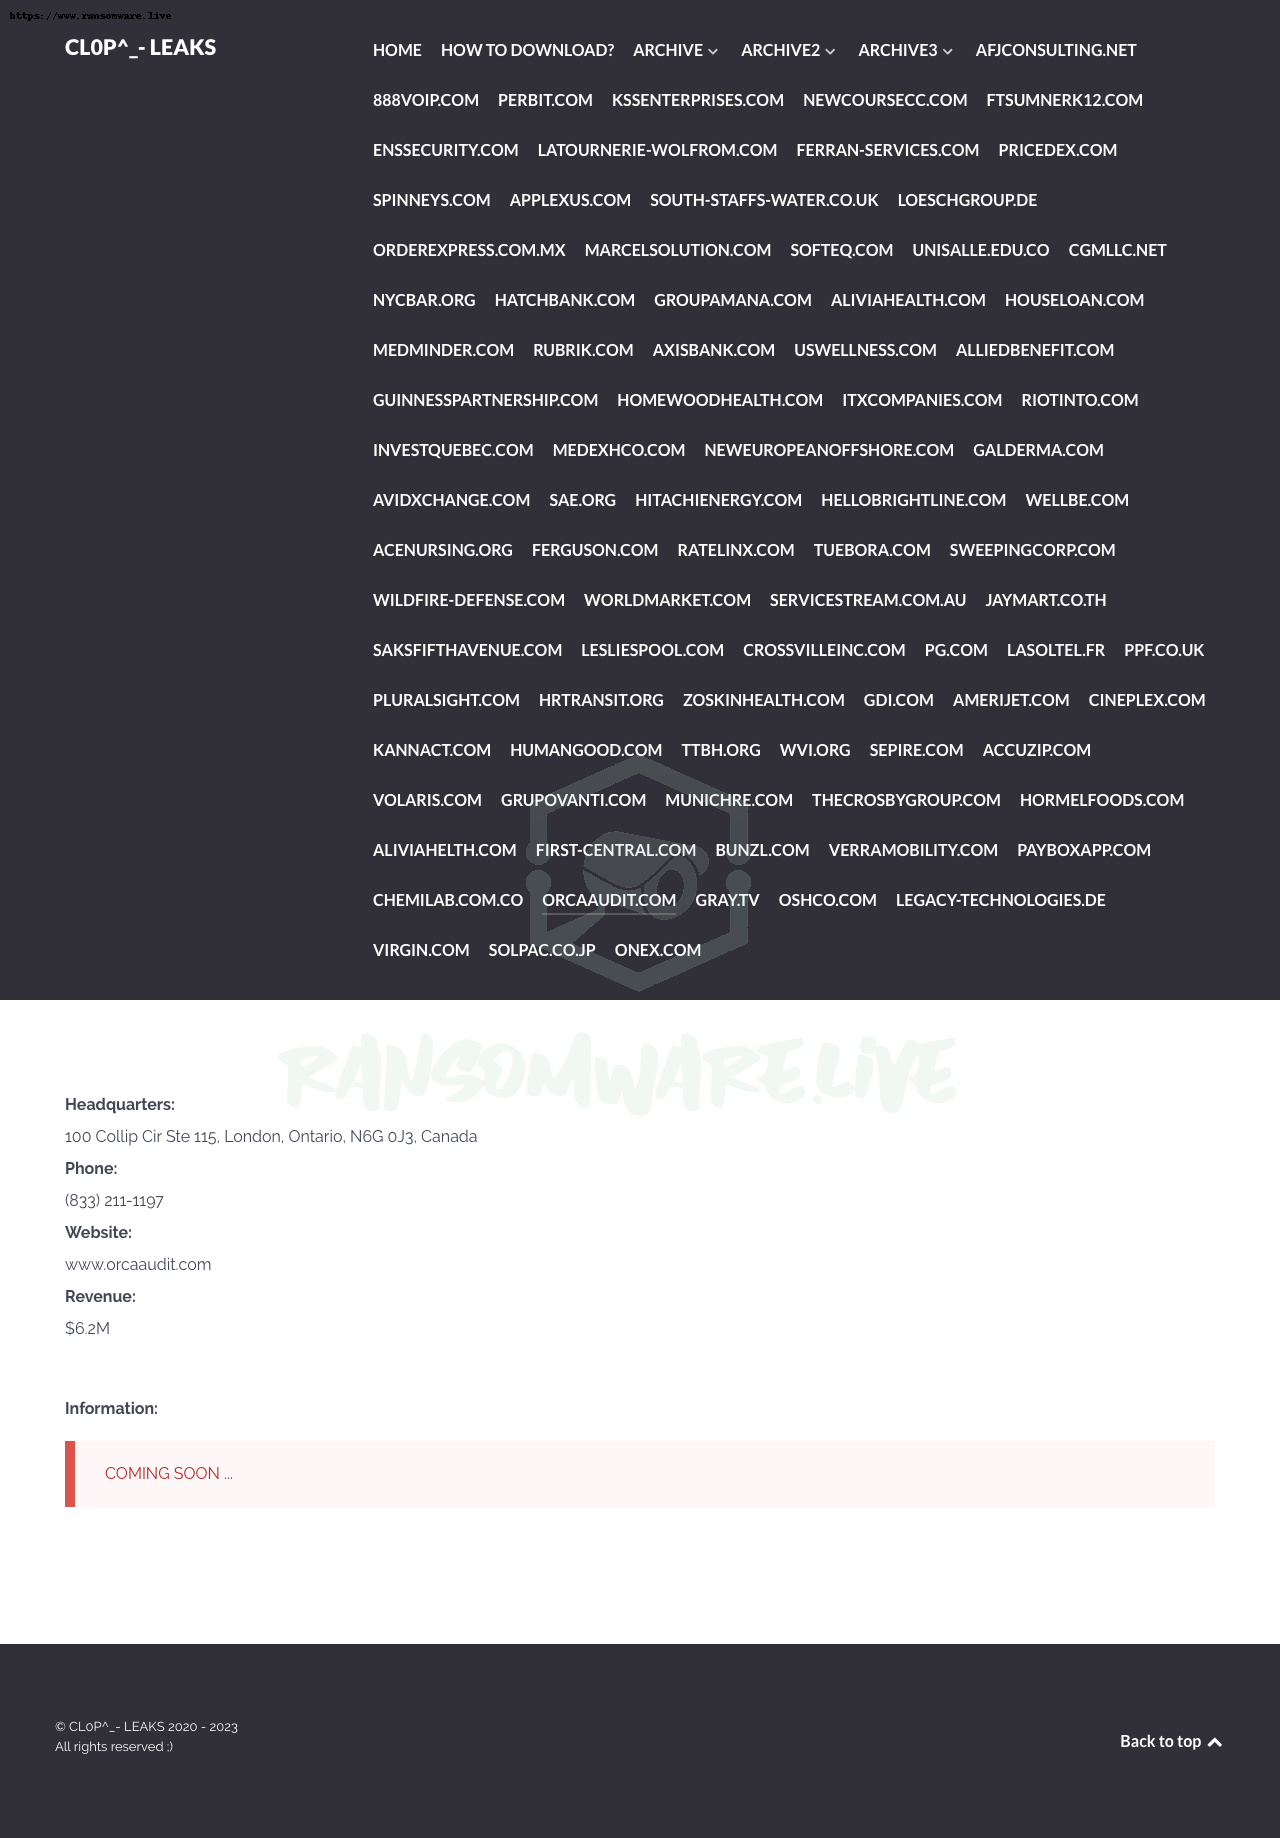 https://www.ransomware.live
CL0P^_- LEAKS
HOME HOW TO DOWNLOAD? ARCHIVE ARCHIVE2 ARCHIVE3 AFJCONSULTING.NET
888VOIP.COM PERBIT.COM KSSENTERPRISES.COM NEWCOURSECC.COM FTSUMNERK12.COM
ENSSECURITY.COM LATOURNERIE-WOLFROM.COM FERRAN-SERVICES.COM PRICEDEX.COM
SPINNEYS.COM APPLEXUS.COM SOUTH-STAFFS-WATER.CO.UK LOESCHGROUP.DE
ORDEREXPRESS.COM.MX MARCELSOLUTION.COM SOFTEQ.COM UNISALLE.EDU.CO CGMLLC.NET
NYCBAR.ORG HATCHBANK.COM GROUPAMANA.COM ALIVIAHEALTH.COM HOUSELOAN.COM
MEDMINDER.COM RUBRIK.COM AXISBANK.COM USWELLNESS.COM ALLIEDBENEFIT.COM
GUINNESSPARTNERSHIP.COM HOMEWOODHEALTH.COM ITXCOMPANIES.COM RIOTINTO.COM
INVESTQUEBEC.COM MEDEXHCO.COM NEWEUROPEANOFFSHORE.COM GALDERMA.COM
AVIDXCHANGE.COM SAE.ORG HITACHIENERGY.COM HELLOBRIGHTLINE.COM WELLBE.COM
ACENURSING.ORG FERGUSON.COM RATELINX.COM TUEBORA.COM SWEEPINGCORP.COM
WILDFIRE-DEFENSE.COM WORLDMARKET.COM SERVICESTREAM.COM.AU JAYMART.CO.TH
SAKSFIFTHAVENUE.COM LESLIESPOOL.COM CROSSVILLEINC.COM PG.COM LASOLTEL.FR PPF.CO.UK
PLURALSIGHT.COM HRTRANSIT.ORG ZOSKINHEALTH.COM GDI.COM AMERIJET.COM CINEPLEX.COM
KANNACT.COM HUMANGOOD.COM TTBH.ORG WVI.ORG SEPIRE.COM ACCUZIP.COM
VOLARIS.COM GRUPOVANTI.COM MUNICHRE.COM THECROSBYGROUP.COM HORMELFOODS.COM
ALIVIAHELTH.COM FIRST-CENTRAL.COM BUNZL.COM VERRAMOBILITY.COM PAYBOXAPP.COM
CHEMILAB.COM.CO ORCAAUDIT.COM GRAY.TV OSHCO.COM LEGACY-TECHNOLOGIES.DE
VIRGIN.COM SOLPAC.CO.JP ONEX.COM
RANSOMWARE.LIVE
Headquarters:
100 Collip Cir Ste 115, London, Ontario, N6G 0J3, Canada
Phone:
(833) 211-1197
Website:
www.orcaaudit.com
Revenue:
$6.2M
Information:
COMING SOON ...
© CL0P^_- LEAKS 2020 - 2023
All rights reserved ;)
Back to top